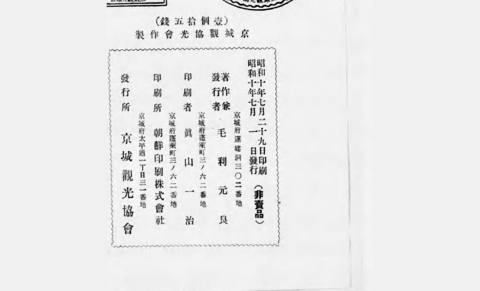 (壹個拾五錢)
京城觀光協會作製
昭和十年七月二十九日印刷
昭和十年七月 一日發行
(非賣品)
著作兼
發行者
京城府蓬萊町三ノ六二番地
毛利元良
印刷者
京城府蓬萊町三ノ六二番地
眞山一治
印刷所
京城府蓬萊町三ノ六二番地
朝鮮印刷株式會社
京城府太平通一丁目三一番地
發行所
京城觀光協會